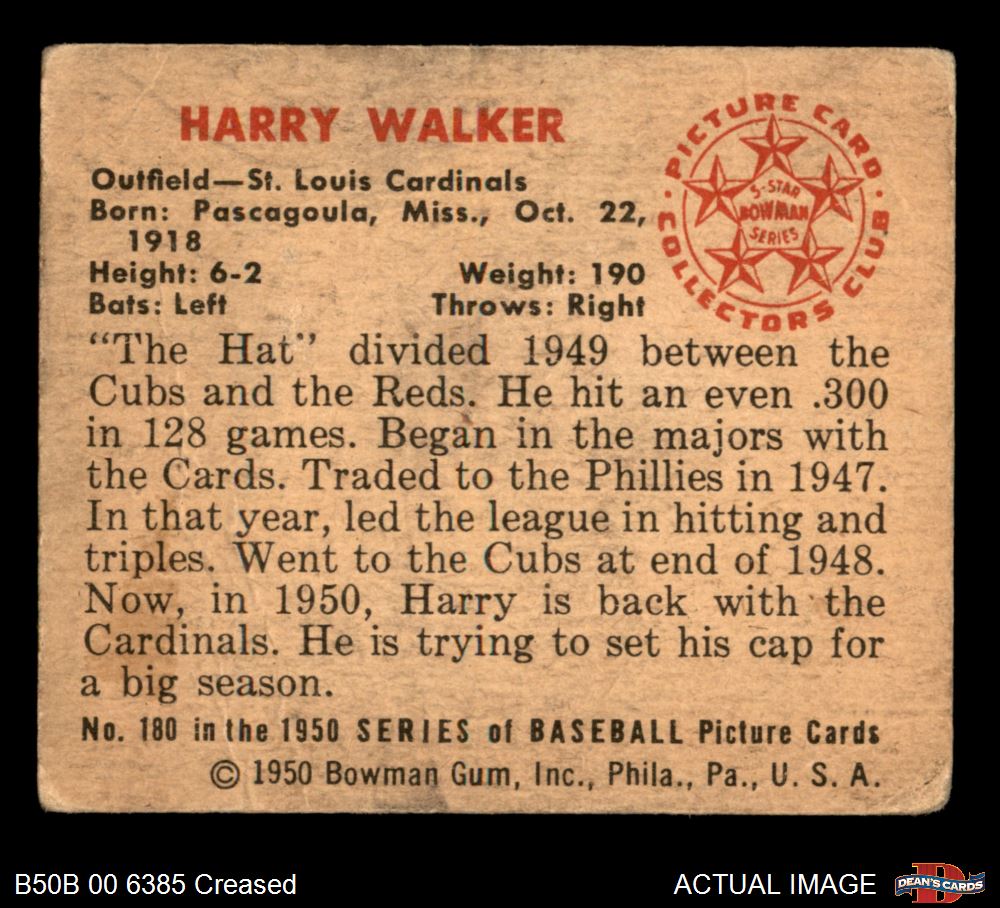 HARRY WALKER
Outfield—St. Louis Cardinals
Born: Pascagoula, Miss., Oct. 22,
1918
Height: 6-2 Weight: 190
Bats: Left Throws: Right
· PICTURE CARD ·
COLLECTORS CLUB
5-STAR
BOWMAN
SERIES
"The Hat" divided 1949 between the
Cubs and the Reds. He hit an even .300
in 128 games. Began in the majors with
the Cards. Traded to the Phillies in 1947.
In that year, led the league in hitting and
triples. Went to the Cubs at end of 1948.
Now, in 1950, Harry is back with the
Cardinals. He is trying to set his cap for
a big season.
No. 180 in the 1950 SERIES of BASEBALL Picture Cards
© 1950 Bowman Gum, Inc., Phila., Pa., U. S. A.
B50B 00 6385 Creased
ACTUAL IMAGE
D
DEAN'S CARDS